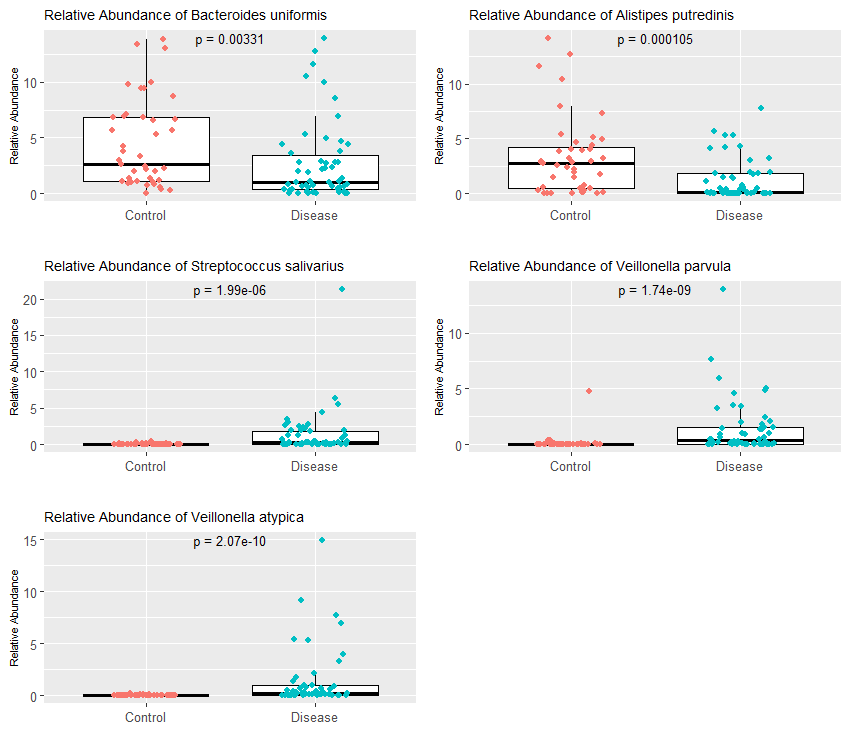 Relative Abundance of Bacteroides uniformis
p = 0.00331
Relative Abundance
10
5
0
Control
Disease
Relative Abundance of Alistipes putredinis
p = 0.000105
Relative Abundance
10
5
0
Control
Disease
Relative Abundance of Streptococcus salivarius
p = 1.99e-06
Relative Abundance
20
15
10
5
0
Control
Disease
Relative Abundance of Veillonella parvula
p = 1.74e-09
Relative Abundance
10
5
0
Control
Disease
Relative Abundance of Veillonella atypica
p = 2.07e-10
Relative Abundance
15
10
5
0
Control
Disease